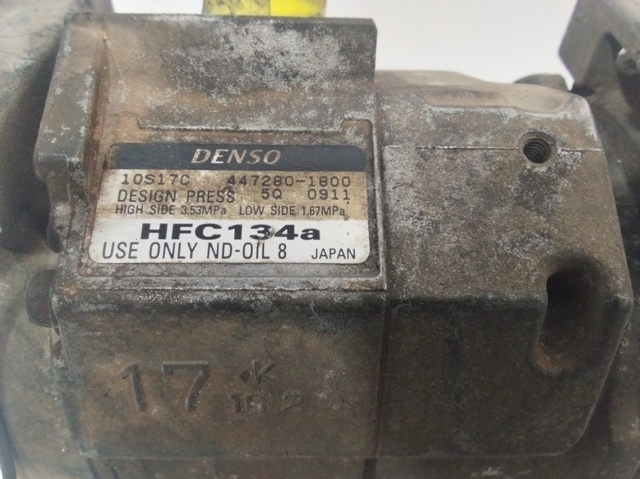 DENSO
10S17C 447280-1800
DESIGN PRESS 5Q 0911
HIGH SIDE 3.53MPa LOW SIDE 1.67MPa
HFC134a
USE ONLY ND-OIL 8 JAPAN
17 •K